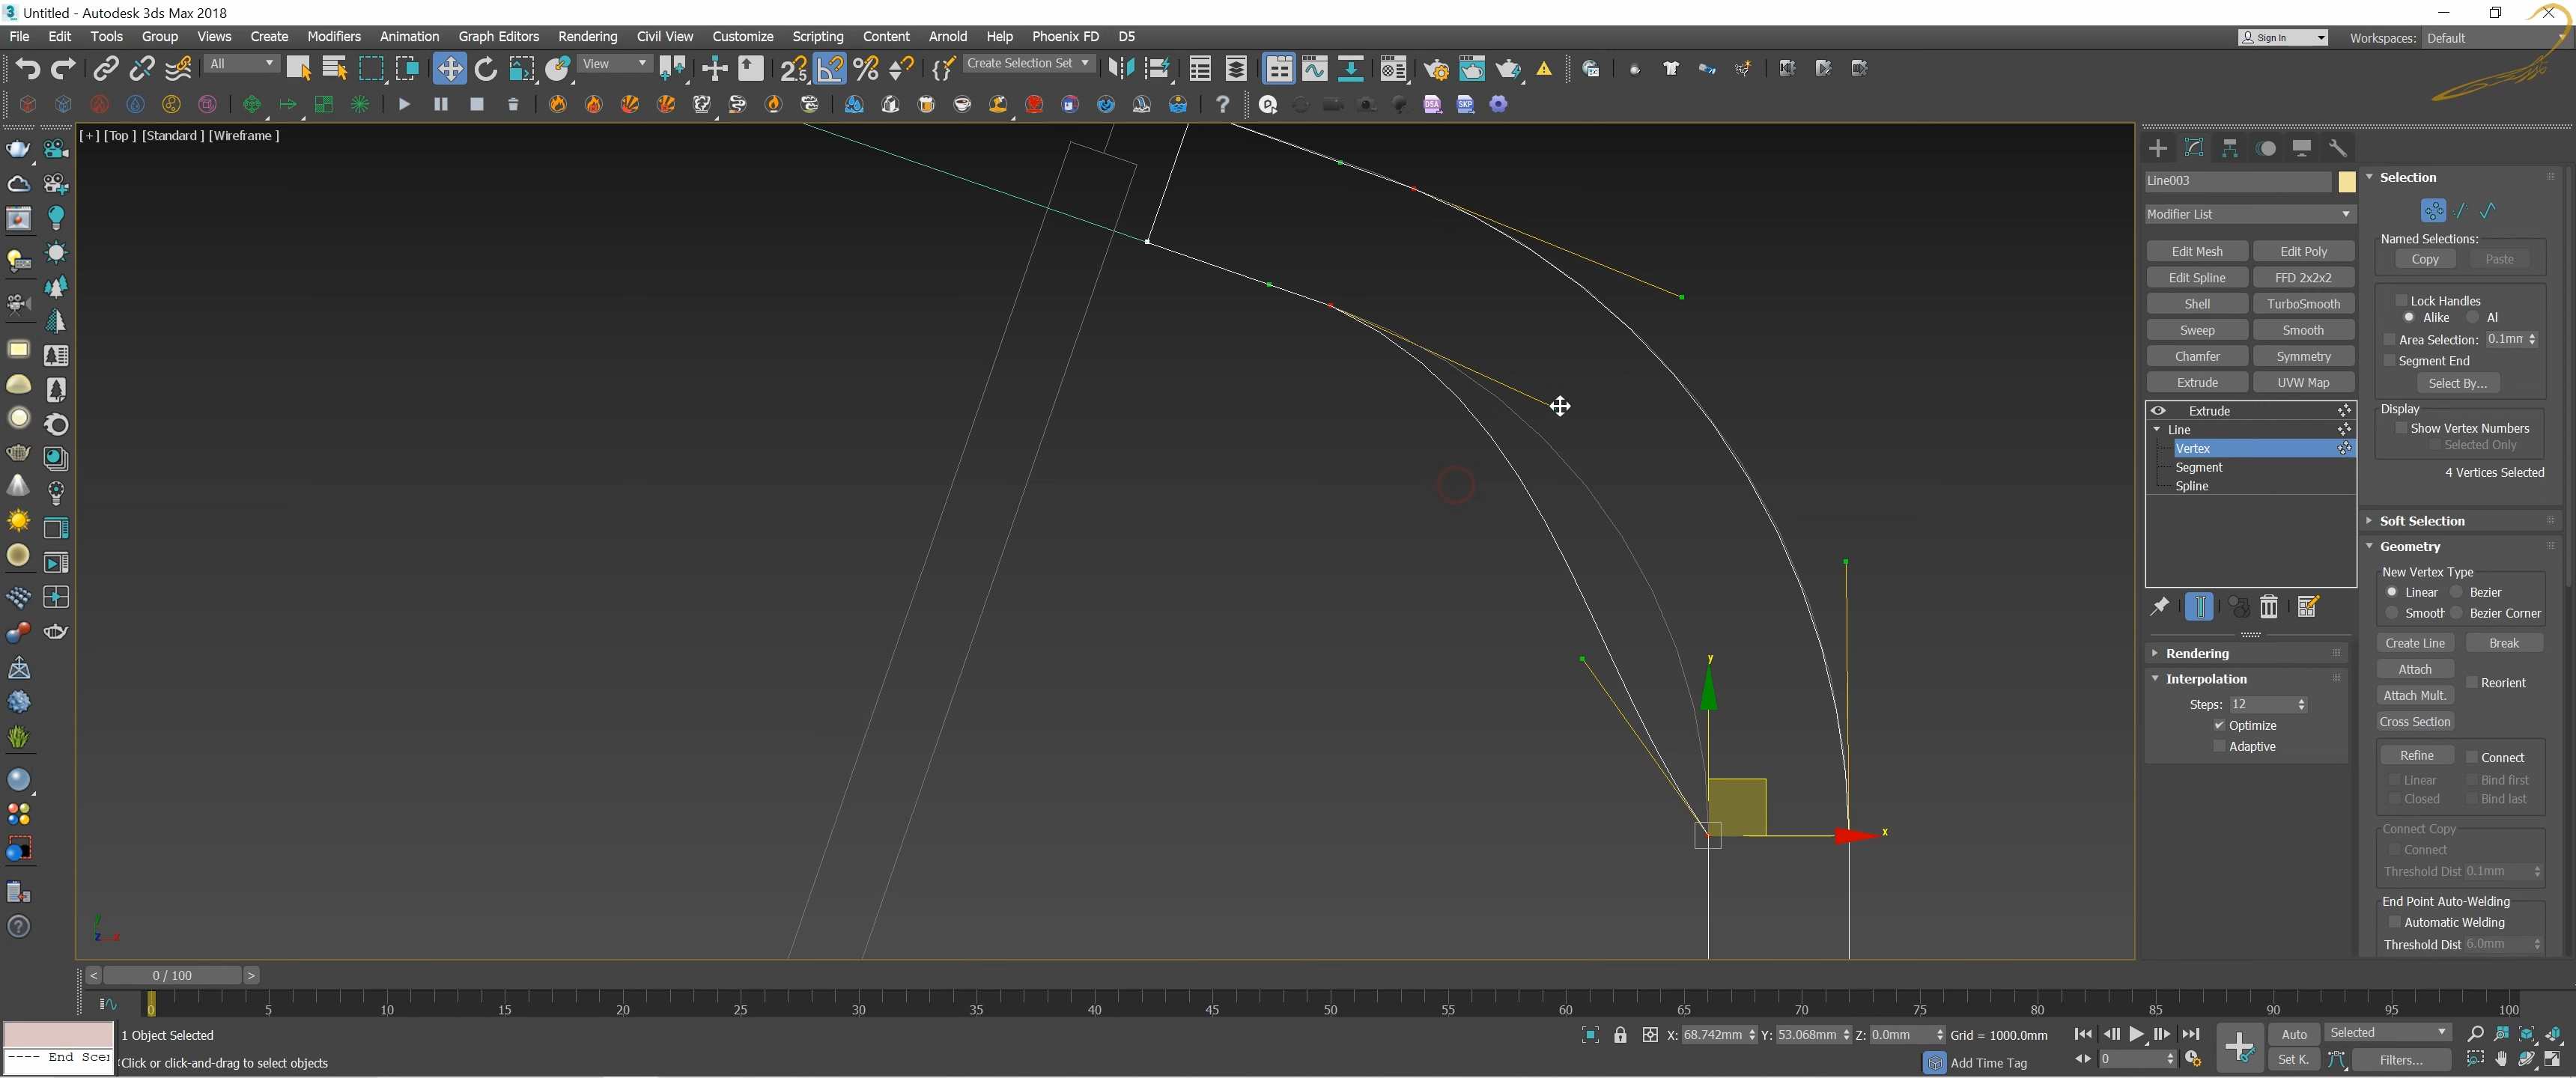 Untitled - Autodesk 3ds Max 2018
File Edit Tools Group Views Create Modifiers Animation Graph Editors Rendering Civil View Customize Scripting Content Arnold Help Phoenix FD D5
Sign In Workspaces: Default
All View Create Selection Set
[+] [Top ] [Standard ] [Wireframe ]
Line003
Modifier List
Edit Mesh Edit Poly
Edit Spline FFD 2x2x2
Shell TurboSmooth
Sweep Smooth
Chamfer Symmetry
Extrude UVW Map
Extrude
Line
Vertex
Segment
Spline
Rendering
Interpolation
Steps: 12
Optimize
Adaptive
Selection
Named Selections:
Copy Paste
Lock Handles
Alike Al
Area Selection: 0.1mr
Segment End
Select By...
Display
Show Vertex Numbers
Selected Only
4 Vertices Selected
Soft Selection
Geometry
New Vertex Type
Linear Bezier
Smooth Bezier Corner
Create Line Break
Attach
Attach Mult. Reorient
Cross Section
Refine Connect
Linear Bind first
Closed Bind last
Connect Copy
Connect
Threshold Dist 0.1mm
End Point Auto-Welding
Automatic Welding
Threshold Dist 6.0mm
y
x
z x
< 0 / 100 >
0 5 10 15 20 25 30 35 40 45 50 55 60 65 70 75 80 85 90 95 100
1 Object Selected
---- End Scer
Click or click-and-drag to select objects
X: 68.742mm Y: 53.068mm Z: 0.0mm Grid = 1000.0mm
Add Time Tag
0
Auto Selected
Set K. Filters...